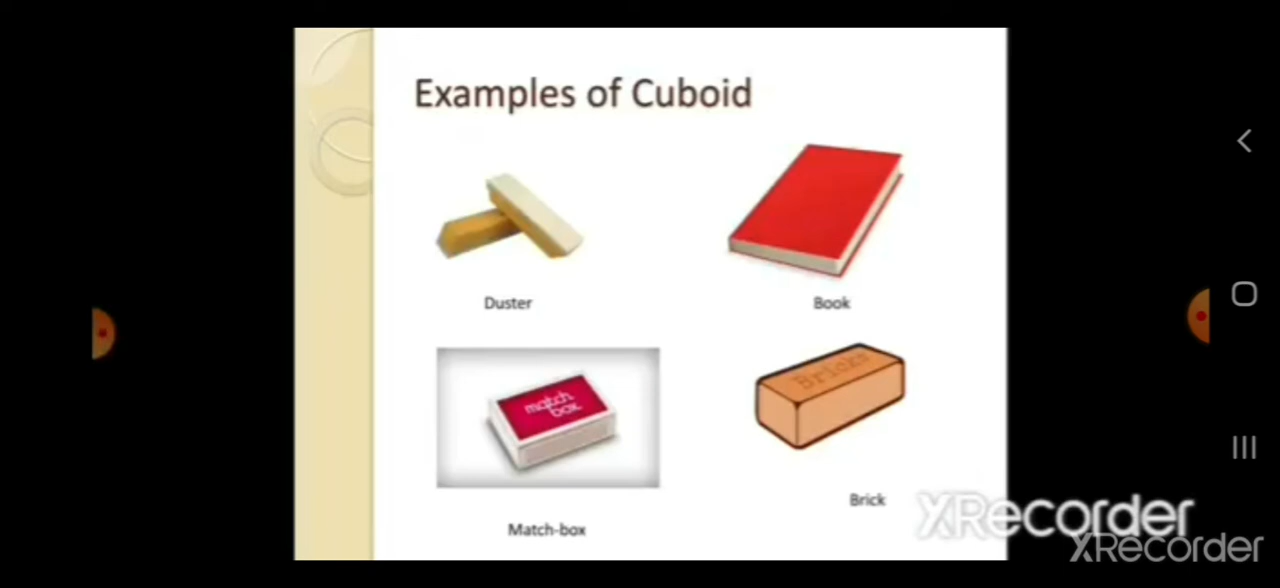 Examples of Cuboid
Duster
Book
match
box
Bricks
Match-box
Brick
XRecorder
XRecorder